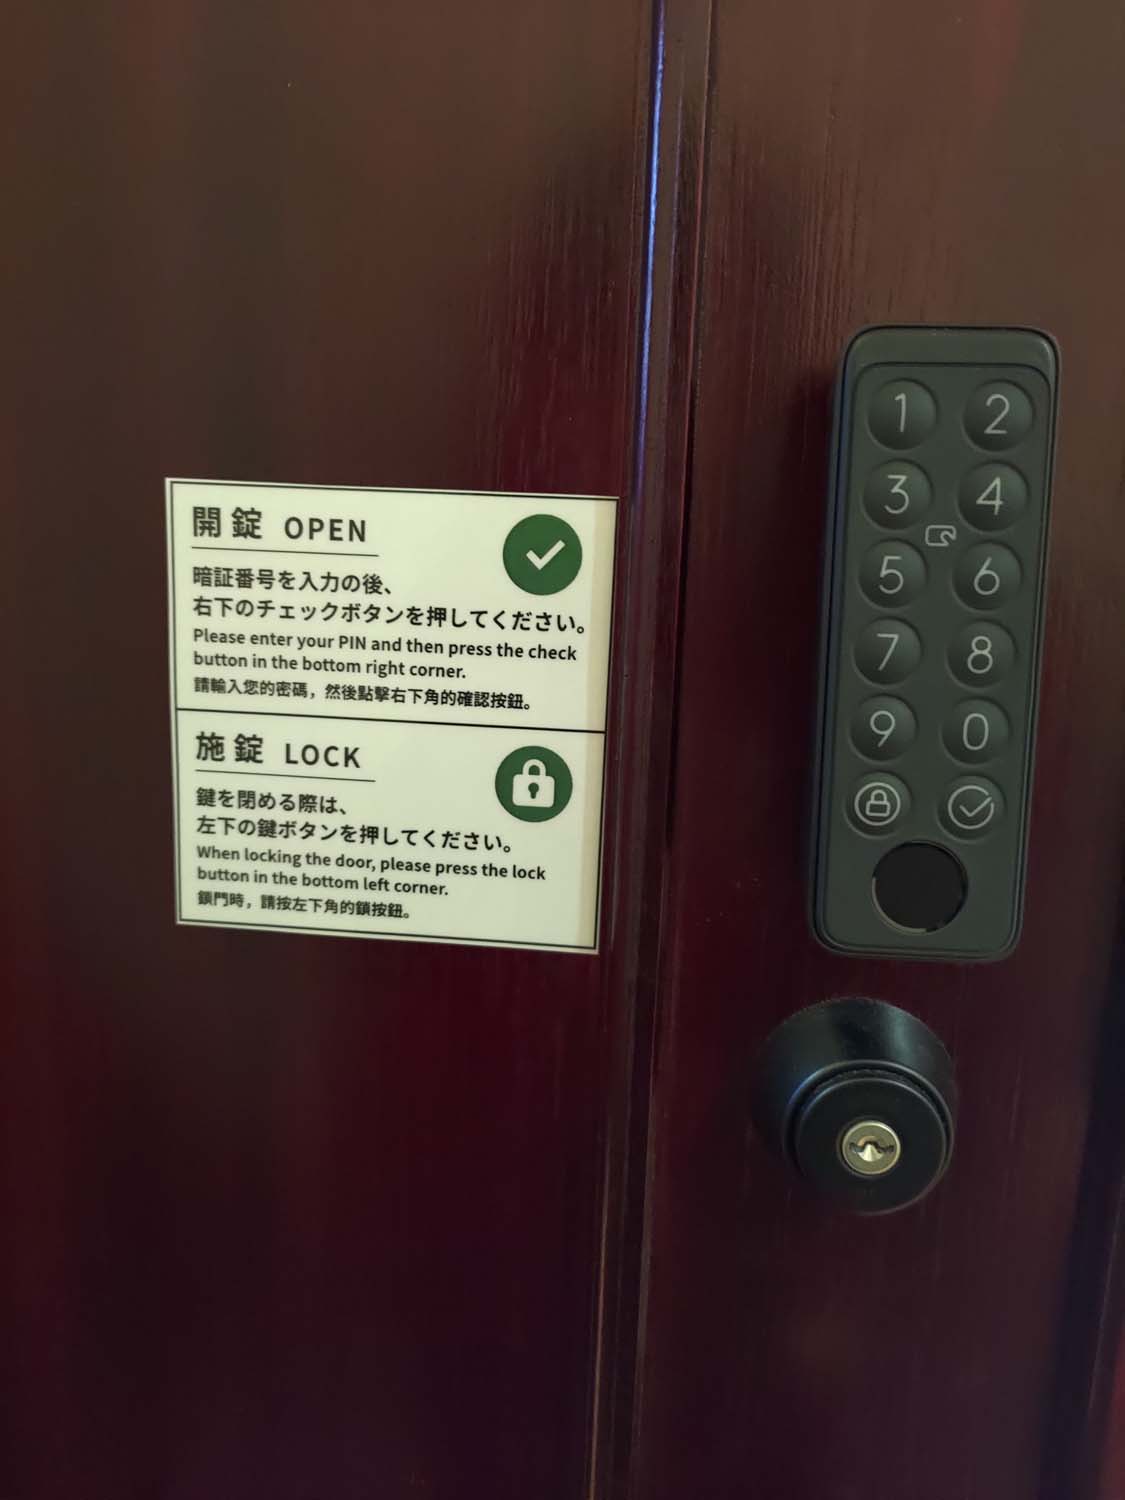 開錠 OPEN
暗証番号を入力の後、
右下のチェックボタンを押してください。
Please enter your PIN and then press the check
button in the bottom right corner.
請輸入您的密碼，然後點擊右下角的確認按鈕。
施錠 LOCK
鍵を閉める際は、
左下の鍵ボタンを押してください。
When locking the door, please press the lock
button in the bottom left corner.
鎖門時，請按左下角的鎖按鈕。
1 2
3 4
5 6
7 8
9 0